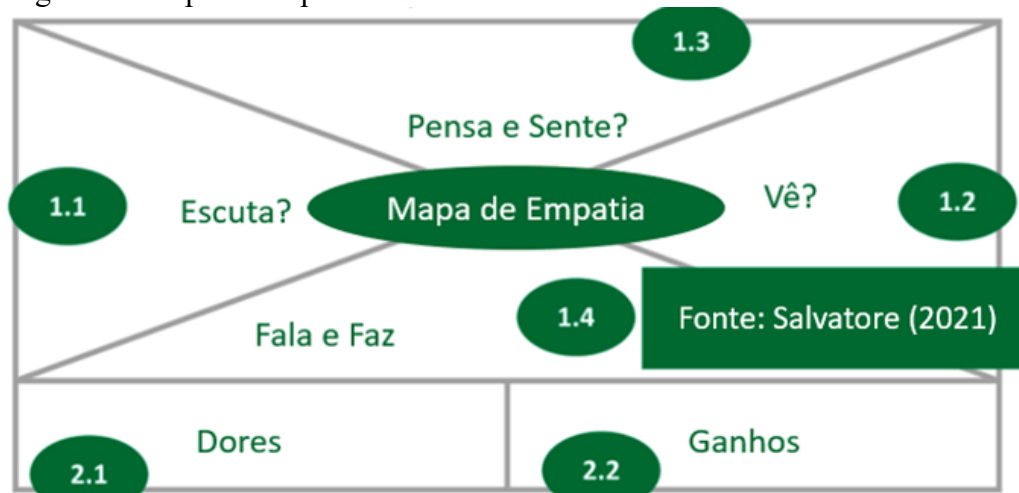 1.3
Pensa e Sente?
1.1
Escuta?
Mapa de Empatia
Vê?
1.2
Fala e Faz
1.4
Fonte: Salvatore (2021)
Dores
2.1
Ganhos
2.2